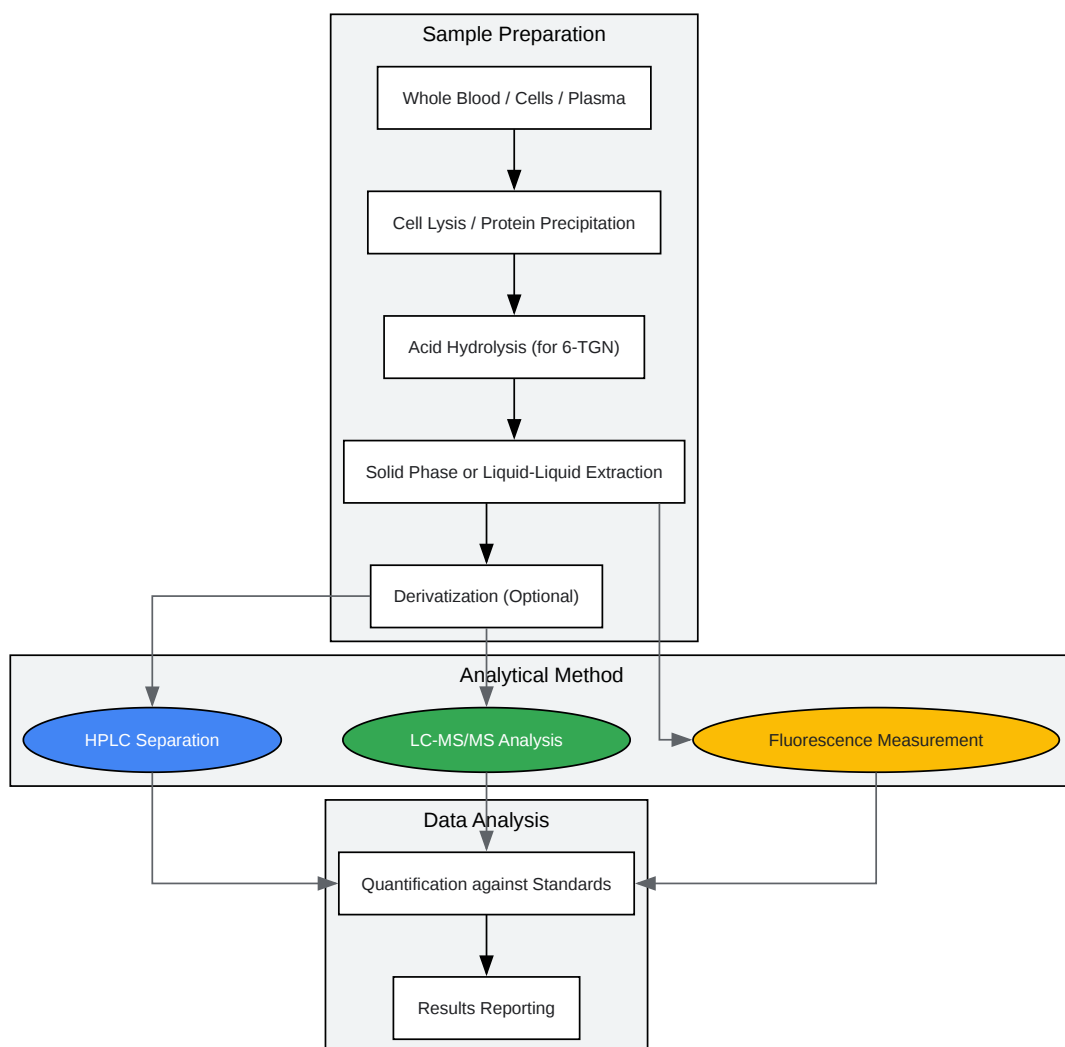 Sample Preparation
Whole Blood / Cells / Plasma
Cell Lysis / Protein Precipitation
Acid Hydrolysis (for 6-TGN)
Solid Phase or Liquid-Liquid Extraction
Derivatization (Optional)
Analytical Method
HPLC Separation
LC-MS/MS Analysis
Fluorescence Measurement
Data Analysis
Quantification against Standards
Results Reporting